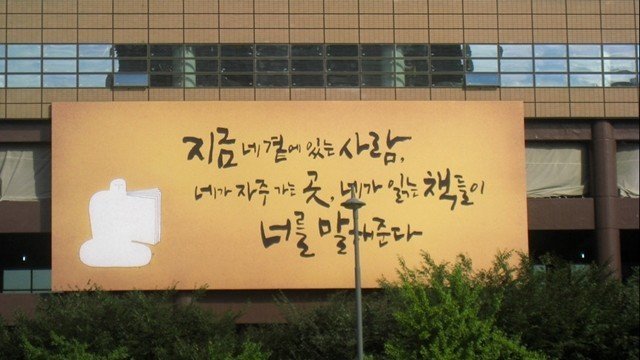 지금 네 곁에 있는 사람,
네가 자주 가는 곳, 네가 읽는 책들이
너를 말해준다